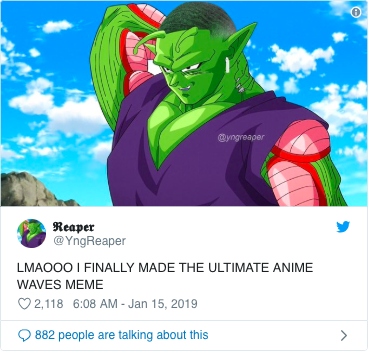 @yngreaper
𝕽𝖊𝖆𝖕𝖊𝖗
@YngReaper
LMAOOO I FINALLY MADE THE ULTIMATE ANIME
WAVES MEME
2,118 6:08 AM - Jan 15, 2019
882 people are talking about this